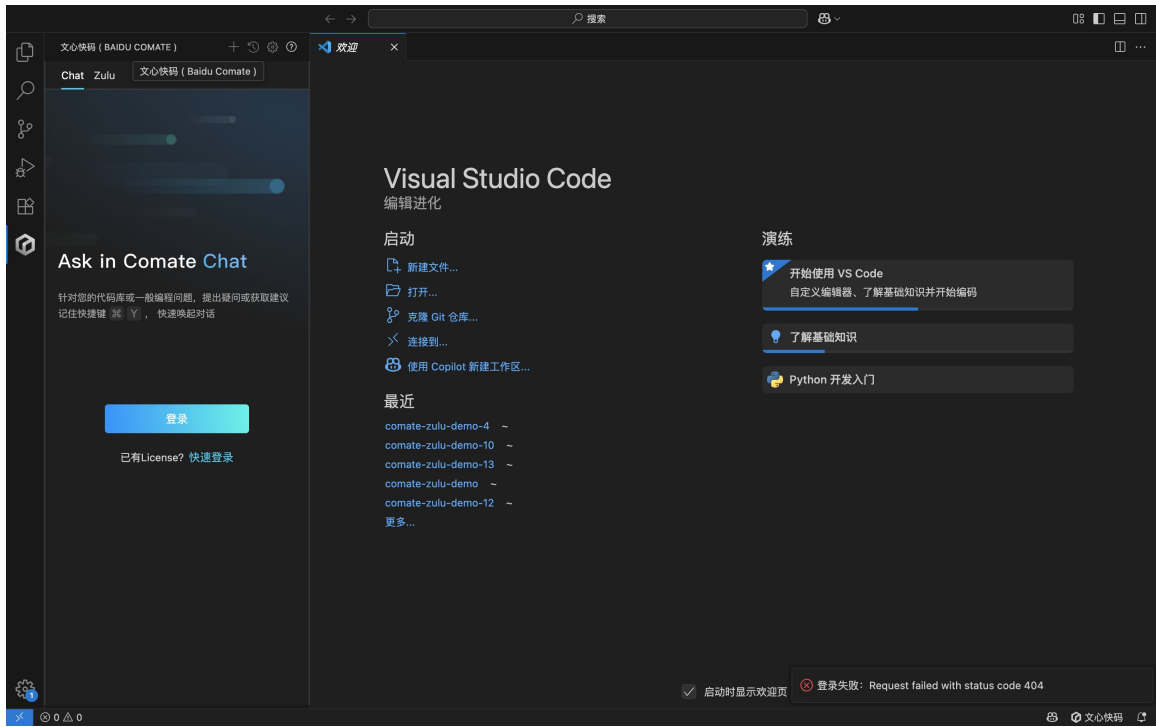 搜索
文心快码 ( BAIDU COMATE )
欢迎
Chat Zulu
文心快码 ( Baidu Comate )
Ask in Comate Chat
针对您的代码库或一般编程问题，提出疑问或获取建议
记住快捷键 ⌘ Y ， 快速唤起对话
登录
已有License? 快速登录
Visual Studio Code
编辑进化
启动
新建文件...
打开...
克隆 Git 仓库...
连接到...
使用 Copilot 新建工作区...
最近
comate-zulu-demo-4 ~
comate-zulu-demo-10 ~
comate-zulu-demo-13 ~
comate-zulu-demo ~
comate-zulu-demo-12 ~
更多...
演练
开始使用 VS Code
自定义编辑器、了解基础知识并开始编码
了解基础知识
Python 开发入门
启动时显示欢迎页
登录失败：Request failed with status code 404
1
0 0
文心快码